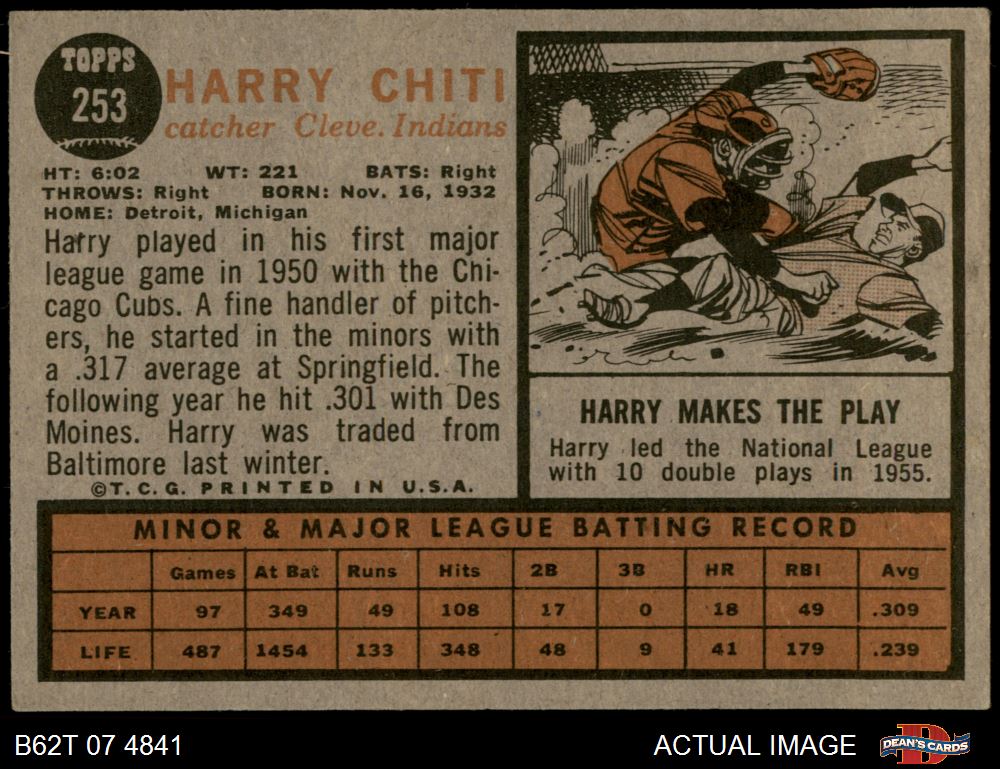 TOPPS
253
HARRY CHITI
catcher Cleve. Indians
HT: 6:02 WT: 221 BATS: Right
THROWS: Right BORN: Nov. 16, 1932
HOME: Detroit, Michigan
Harry played in his first major
league game in 1950 with the Chi-
cago Cubs. A fine handler of pitch-
ers, he started in the minors with
a .317 average at Springfield. The
following year he hit .301 with Des
Moines. Harry was traded from
Baltimore last winter.
©T.C.G. PRINTED IN U.S.A.
HARRY MAKES THE PLAY
Harry led the National League
with 10 double plays in 1955.
MINOR & MAJOR LEAGUE BATTING RECORD
Games At Bat Runs Hits 2B 3B HR RBI Avg
YEAR 97 349 49 108 17 0 18 49 .309
LIFE 487 1454 133 348 48 9 41 179 .239
B62T 07 4841 ACTUAL IMAGE DEAN'S CARDS